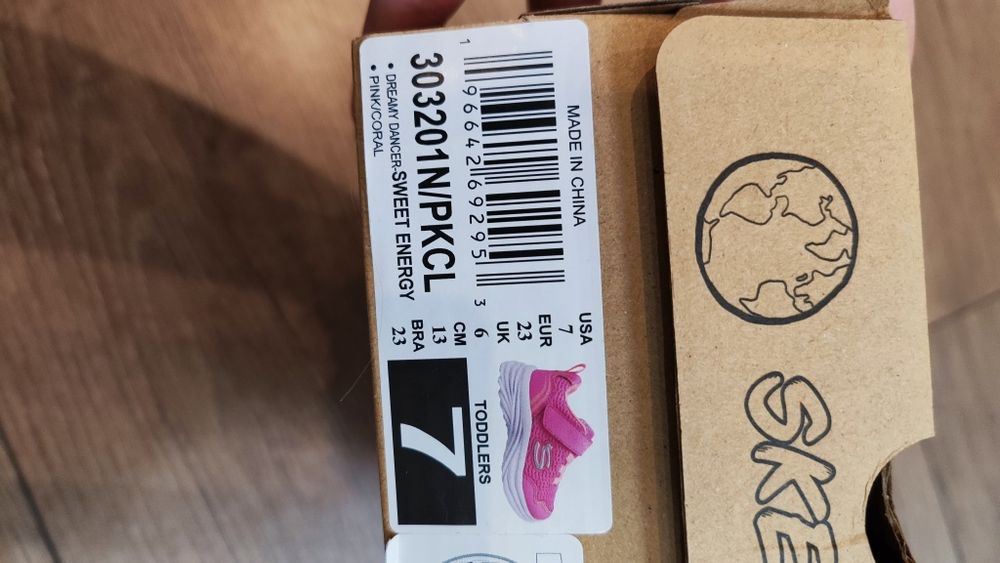 MADE IN CHINA
1 96642 69295 3
303201N/PKCL
• DREAMY DANCER-SWEET ENERGY
• PINK/CORAL
USA
7
EUR
23
UK
6
CM
13
BRA
23
S
TODDLERS
7
SKE